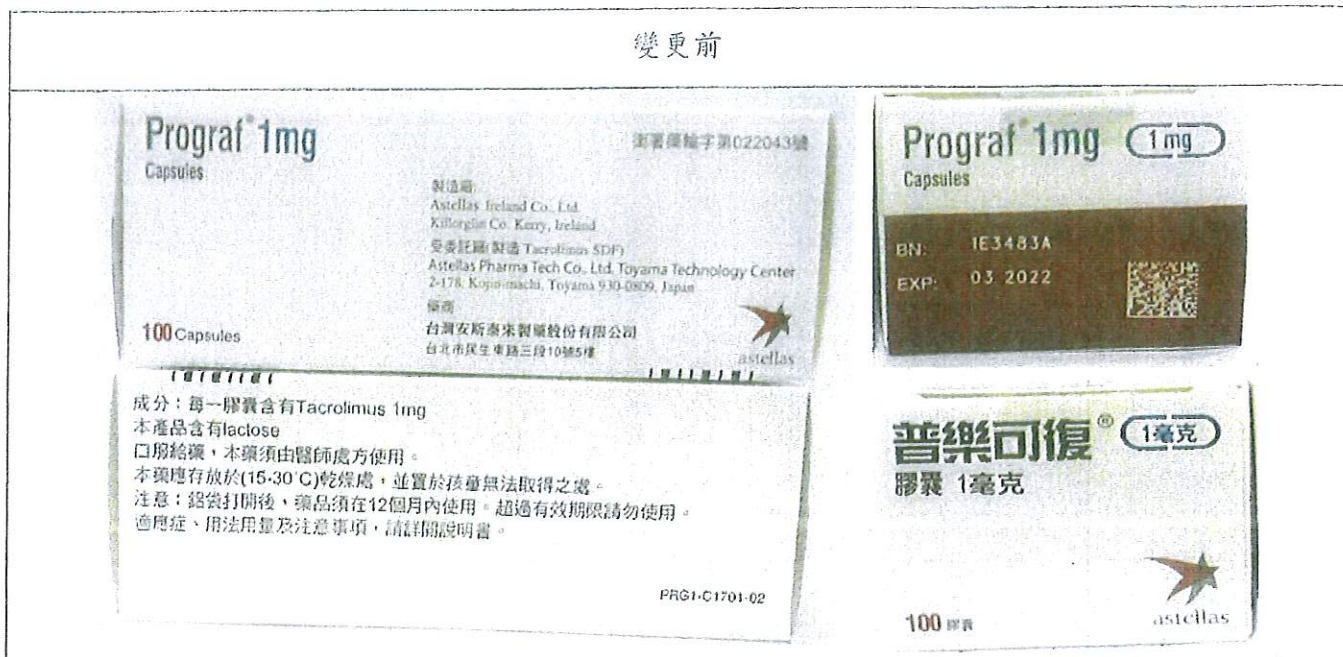 變更前
Prograf® 1mg
Capsules
衛署藥輸字第022043號
製造廠:
Astellas Ireland Co., Ltd.
Killorglin Co. Kerry, Ireland
受委託廠(製造 Tacrolimus SDF)
Astellas Pharma Tech Co., Ltd. Toyama Technology Center
2-178, Kojin-machi, Toyama 930-0809, Japan
藥商
台灣安斯泰來製藥股份有限公司
台北市民生東路三段10號5樓
100 Capsules
astellas
成分：每一膠囊含有Tacrolimus 1mg
本產品含有lactose
口服給藥，本藥須由醫師處方使用。
本藥應存放於(15-30°C)乾燥處，並置於孩童無法取得之處。
注意：鋁袋打開後，藥品須在12個月內使用。超過有效期限請勿使用。
適應症、用法用量及注意事項，請詳閱說明書。
PRG1-C1701-02
Prograf® 1mg
1 mg
Capsules
BN: 1E3483A
EXP: 03 2022
普樂可復®
1毫克
膠囊 1毫克
100 膠囊
astellas